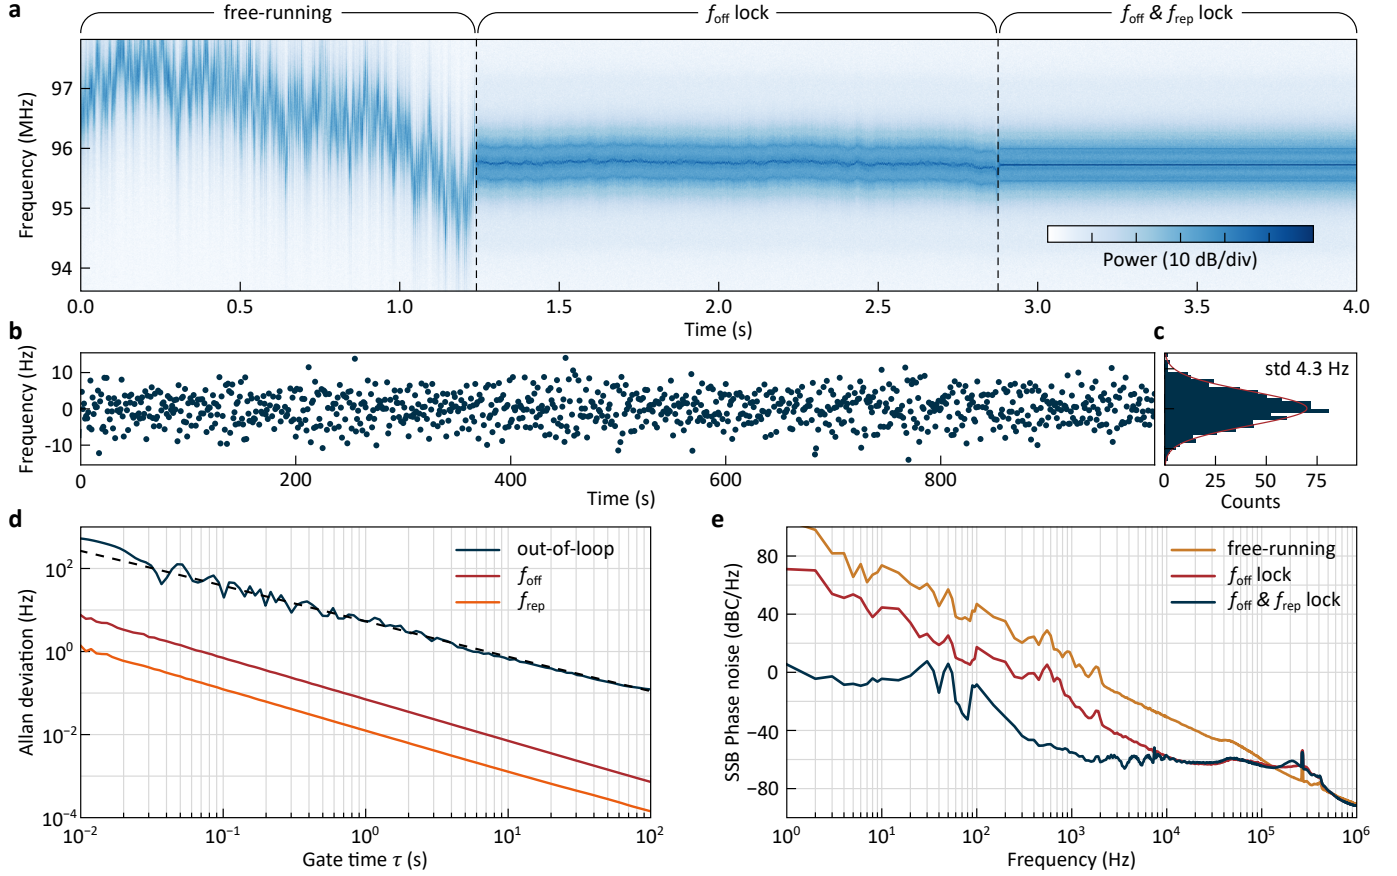 a
free-running
f_off lock
f_off & f_rep lock
Frequency (MHz)
97
96
95
94
Power (10 dB/div)
0.0 0.5 1.0 1.5 2.0 2.5 3.0 3.5 4.0
Time (s)
b
Frequency (Hz)
10
0
-10
0 200 400 600 800
Time (s)
c
std 4.3 Hz
0 25 50 75
Counts
d
Allan deviation (Hz)
10^2
10^0
10^−2
10^−4
out-of-loop
f_off
f_rep
10^−2 10^−1 10^0 10^1 10^2
Gate time τ (s)
e
SSB Phase noise (dBC/Hz)
80
40
0
−40
−80
free-running
f_off lock
f_off & f_rep lock
10^0 10^1 10^2 10^3 10^4 10^5 10^6
Frequency (Hz)